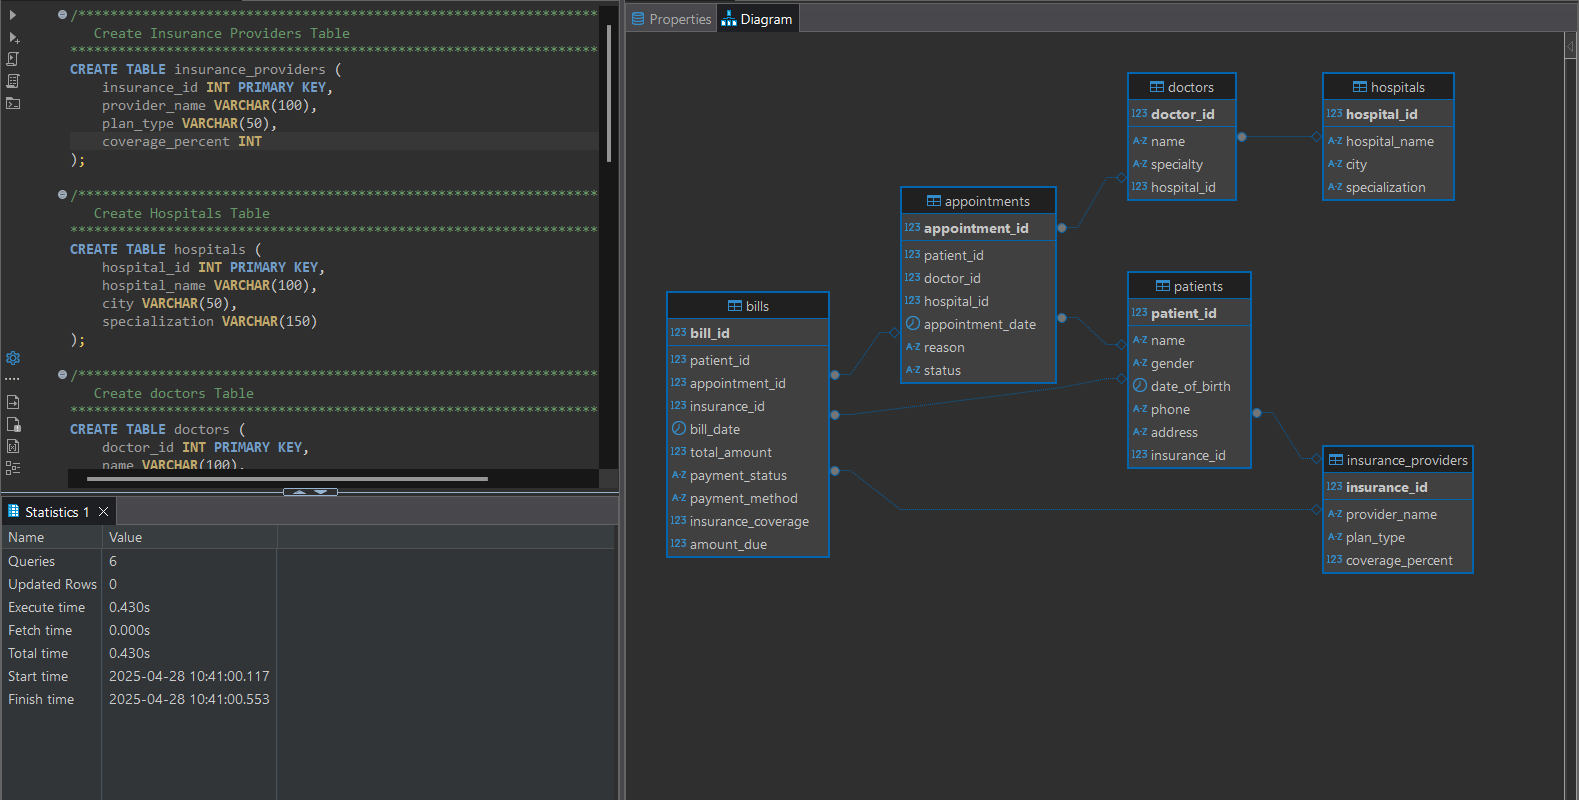 /*****************************************************************
Create Insurance Providers Table
******************************************************************
CREATE TABLE insurance_providers (
insurance_id INT PRIMARY KEY,
provider_name VARCHAR(100),
plan_type VARCHAR(50),
coverage_percent INT
);
/*****************************************************************
Create Hospitals Table
******************************************************************
CREATE TABLE hospitals (
hospital_id INT PRIMARY KEY,
hospital_name VARCHAR(100),
city VARCHAR(50),
specialization VARCHAR(150)
);
/*****************************************************************
Create doctors Table
******************************************************************
CREATE TABLE doctors (
doctor_id INT PRIMARY KEY,
name VARCHAR(100),
Statistics 1
Name Value
Queries 6
Updated Rows 0
Execute time 0.430s
Fetch time 0.000s
Total time 0.430s
Start time 2025-04-28 10:41:00.117
Finish time 2025-04-28 10:41:00.553
Properties Diagram
doctors
123 doctor_id
A-Z name
A-Z specialty
123 hospital_id
hospitals
123 hospital_id
A-Z hospital_name
A-Z city
A-Z specialization
appointments
123 appointment_id
123 patient_id
123 doctor_id
123 hospital_id
appointment_date
A-Z reason
A-Z status
patients
123 patient_id
A-Z name
A-Z gender
date_of_birth
A-Z phone
A-Z address
123 insurance_id
bills
123 bill_id
123 patient_id
123 appointment_id
123 insurance_id
bill_date
123 total_amount
A-Z payment_status
A-Z payment_method
123 insurance_coverage
123 amount_due
insurance_providers
123 insurance_id
A-Z provider_name
A-Z plan_type
123 coverage_percent